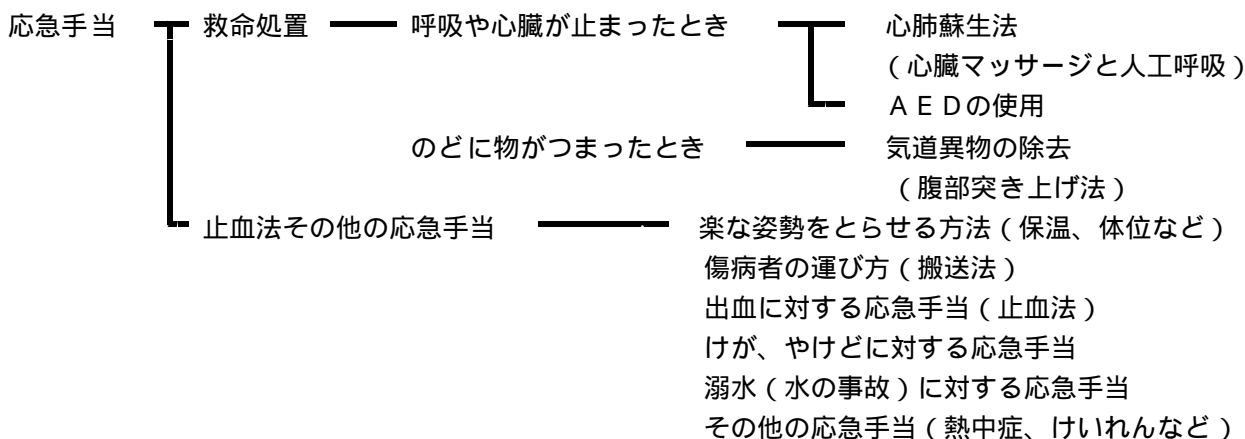 応急手当 救命処置 呼吸や心臓が止まったとき 心肺蘇生法
(心臓マッサージと人工呼吸)
ＡＥＤの使用
のどに物がつまったとき 気道異物の除去
(腹部突き上げ法)
止血法その他の応急手当 楽な姿勢をとらせる方法(保温、体位など)
傷病者の運び方(搬送法)
出血に対する応急手当(止血法)
けが、やけどに対する応急手当
溺水(水の事故)に対する応急手当
その他の応急手当(熱中症、けいれんなど)